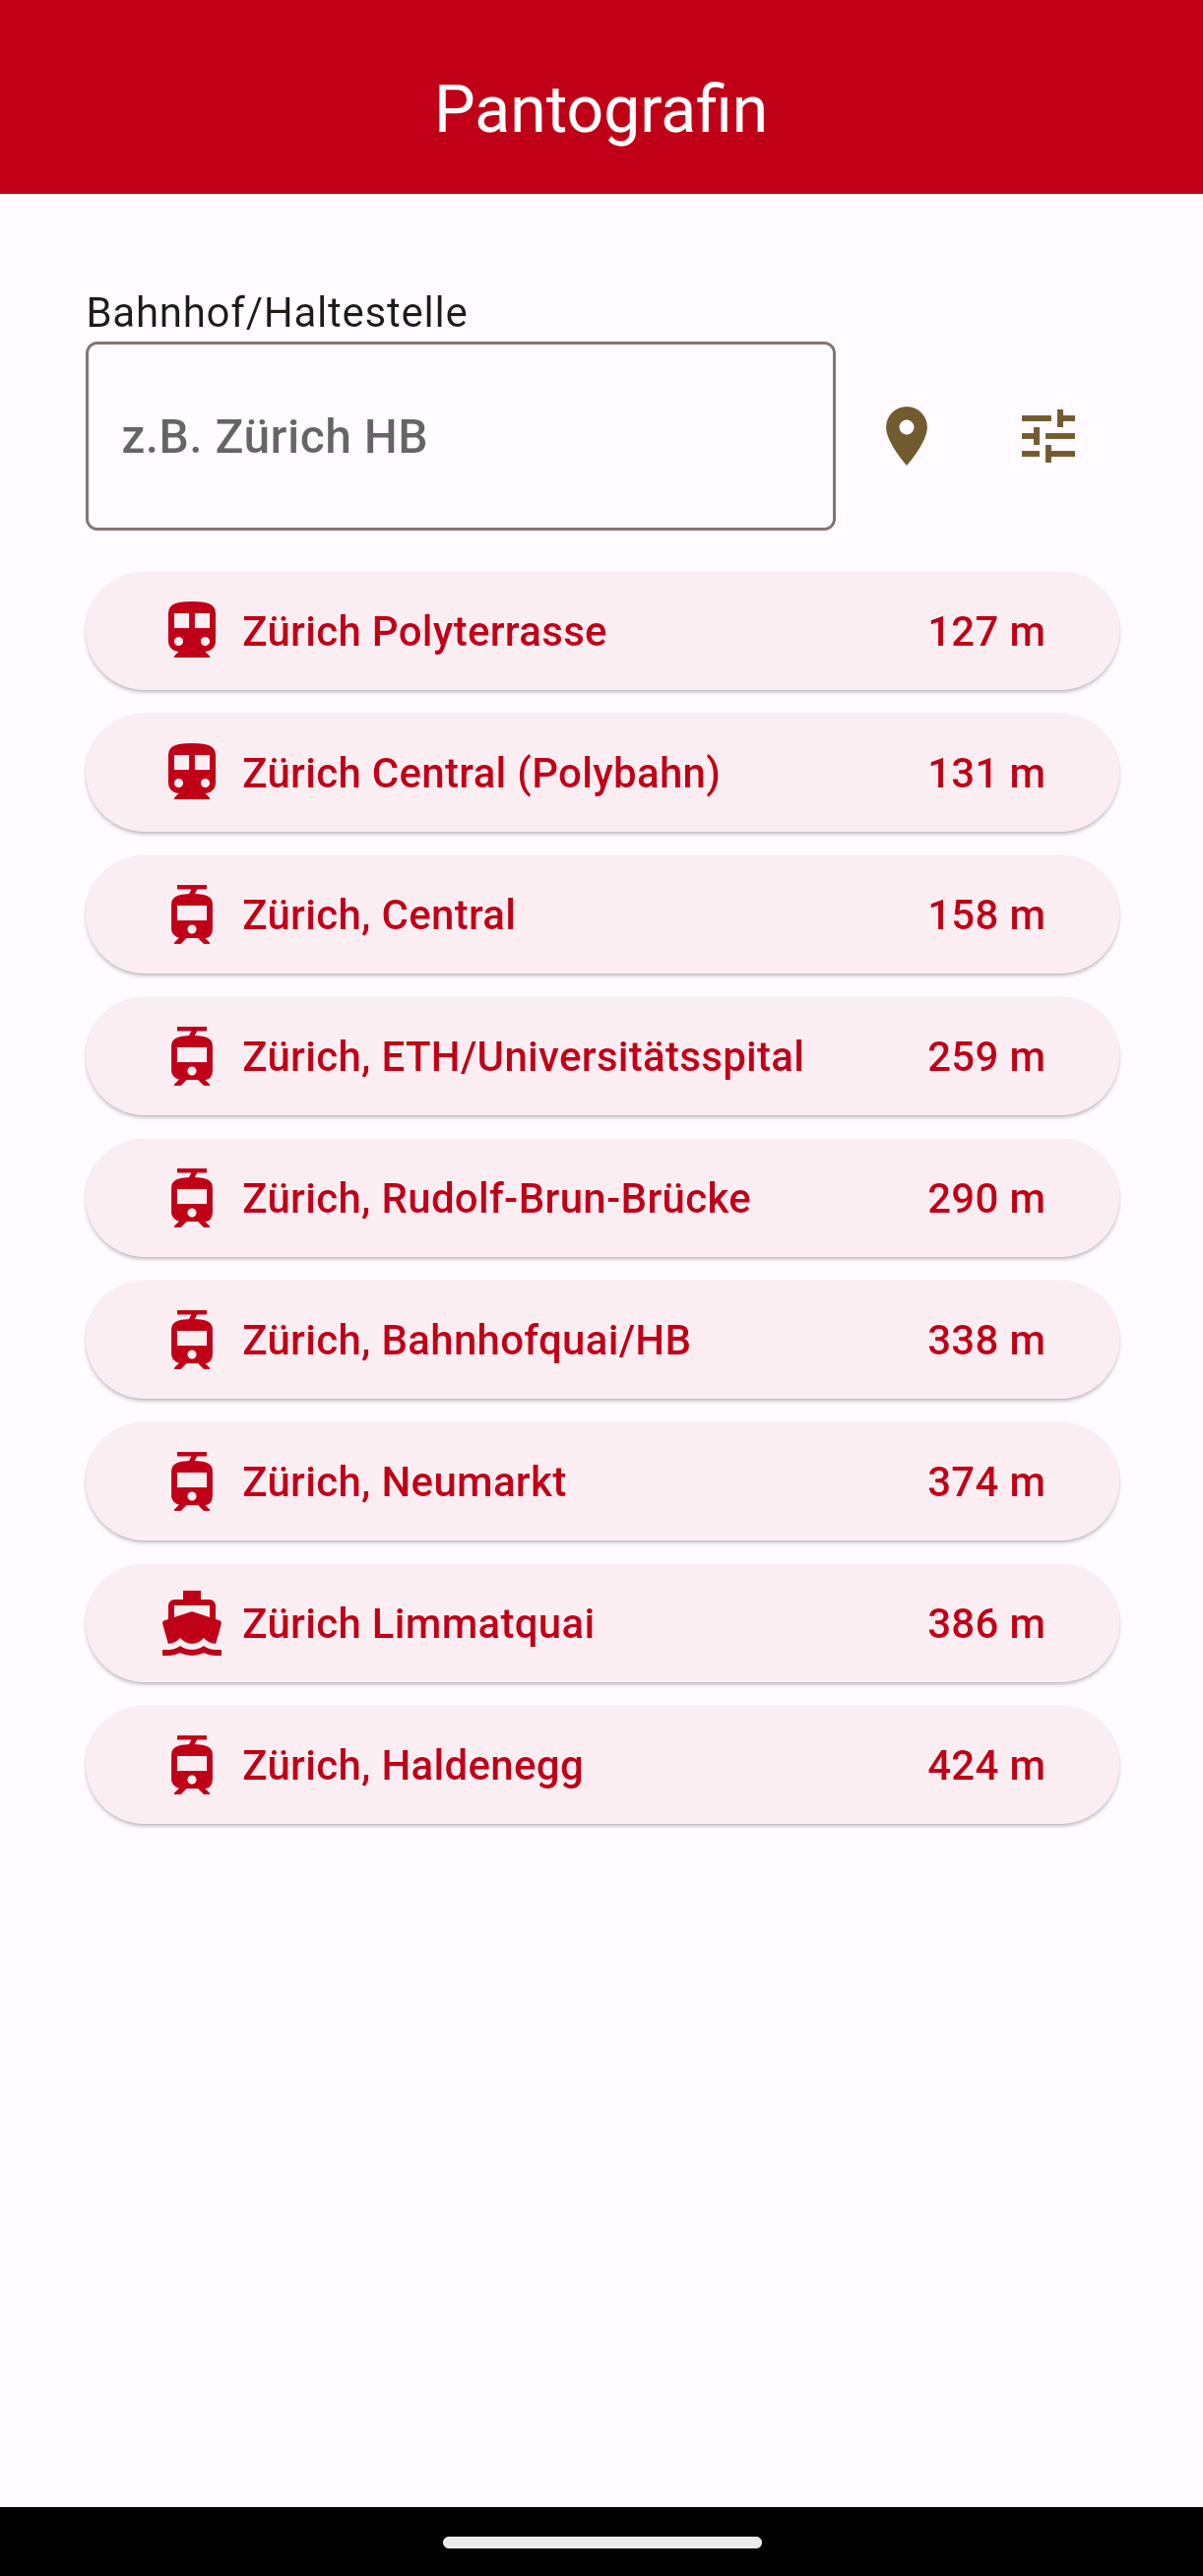 Pantografin
Bahnhof/Haltestelle
z.B. Zürich HB
Zürich Polyterrasse 127 m
Zürich Central (Polybahn) 131 m
Zürich, Central 158 m
Zürich, ETH/Universitätsspital 259 m
Zürich, Rudolf-Brun-Brücke 290 m
Zürich, Bahnhofquai/HB 338 m
Zürich, Neumarkt 374 m
Zürich Limmatquai 386 m
Zürich, Haldenegg 424 m